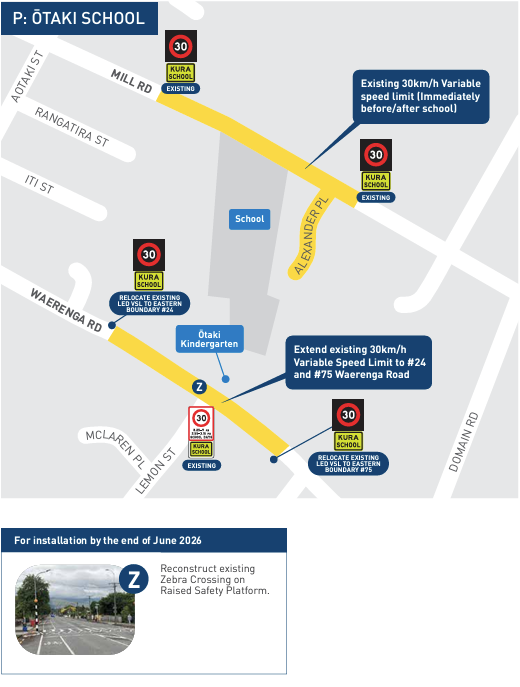 P: ŌTAKI SCHOOL
30
KURA
SCHOOL
EXISTING
MILL RD
AOTAKI ST
RANGATIRA ST
ITI ST
Existing 30km/h Variable
speed limit (Immediately
before/after school)
30
KURA
SCHOOL
EXISTING
School
ALEXANDER PL
30
KURA
SCHOOL
RELOCATE EXISTING
LED VSL TO EASTERN
BOUNDARY #24
WAERENGA RD
Ōtaki
Kindergarten
Extend existing 30km/h
Variable Speed Limit to #24
and #75 Waerenga Road
Z
30
SCHOOL DAYS
KURA
SCHOOL
EXISTING
30
KURA
SCHOOL
RELOCATE EXISTING
LED VSL TO EASTERN
BOUNDARY #75
MCLAREN PL
LEMON ST
DOMAIN RD
For installation by the end of June 2026
Z
Reconstruct existing
Zebra Crossing on
Raised Safety Platform.